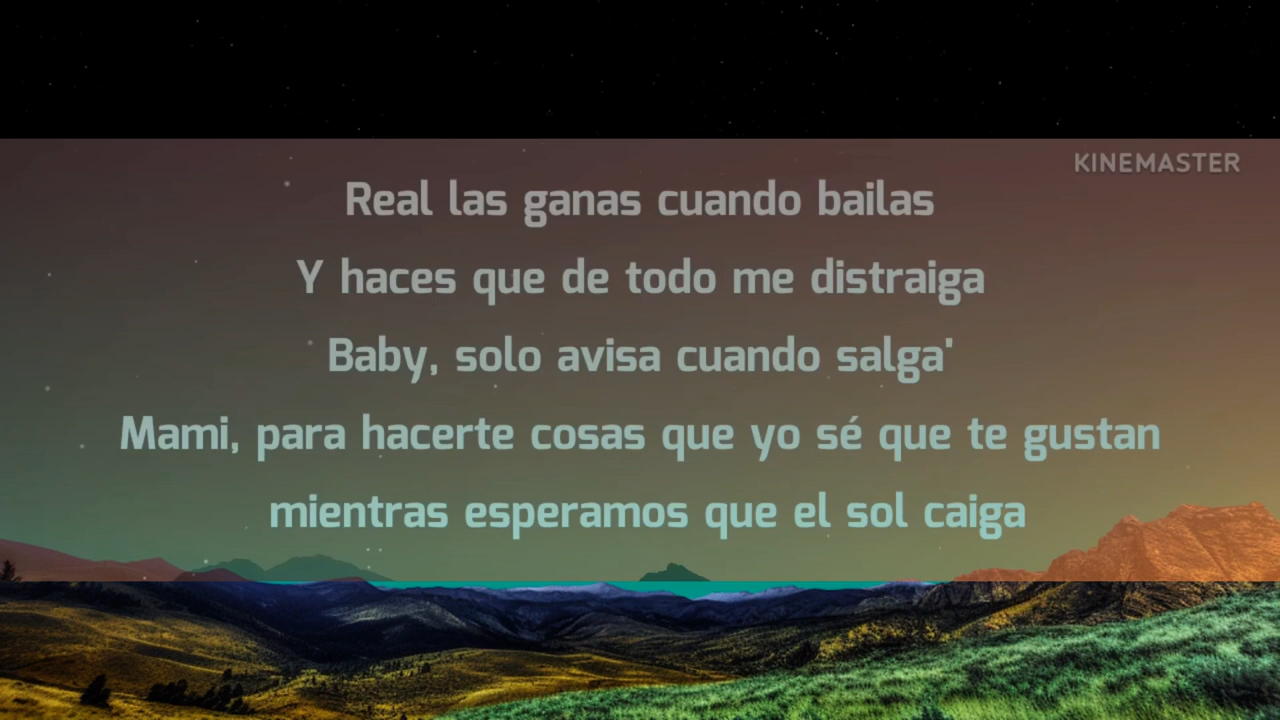 KINEMASTER
Real las ganas cuando bailas
Y haces que de todo me distraiga
Baby, solo avisa cuando salga'
Mami, para hacerte cosas que yo sé que te gustan
mientras esperamos que el sol caiga